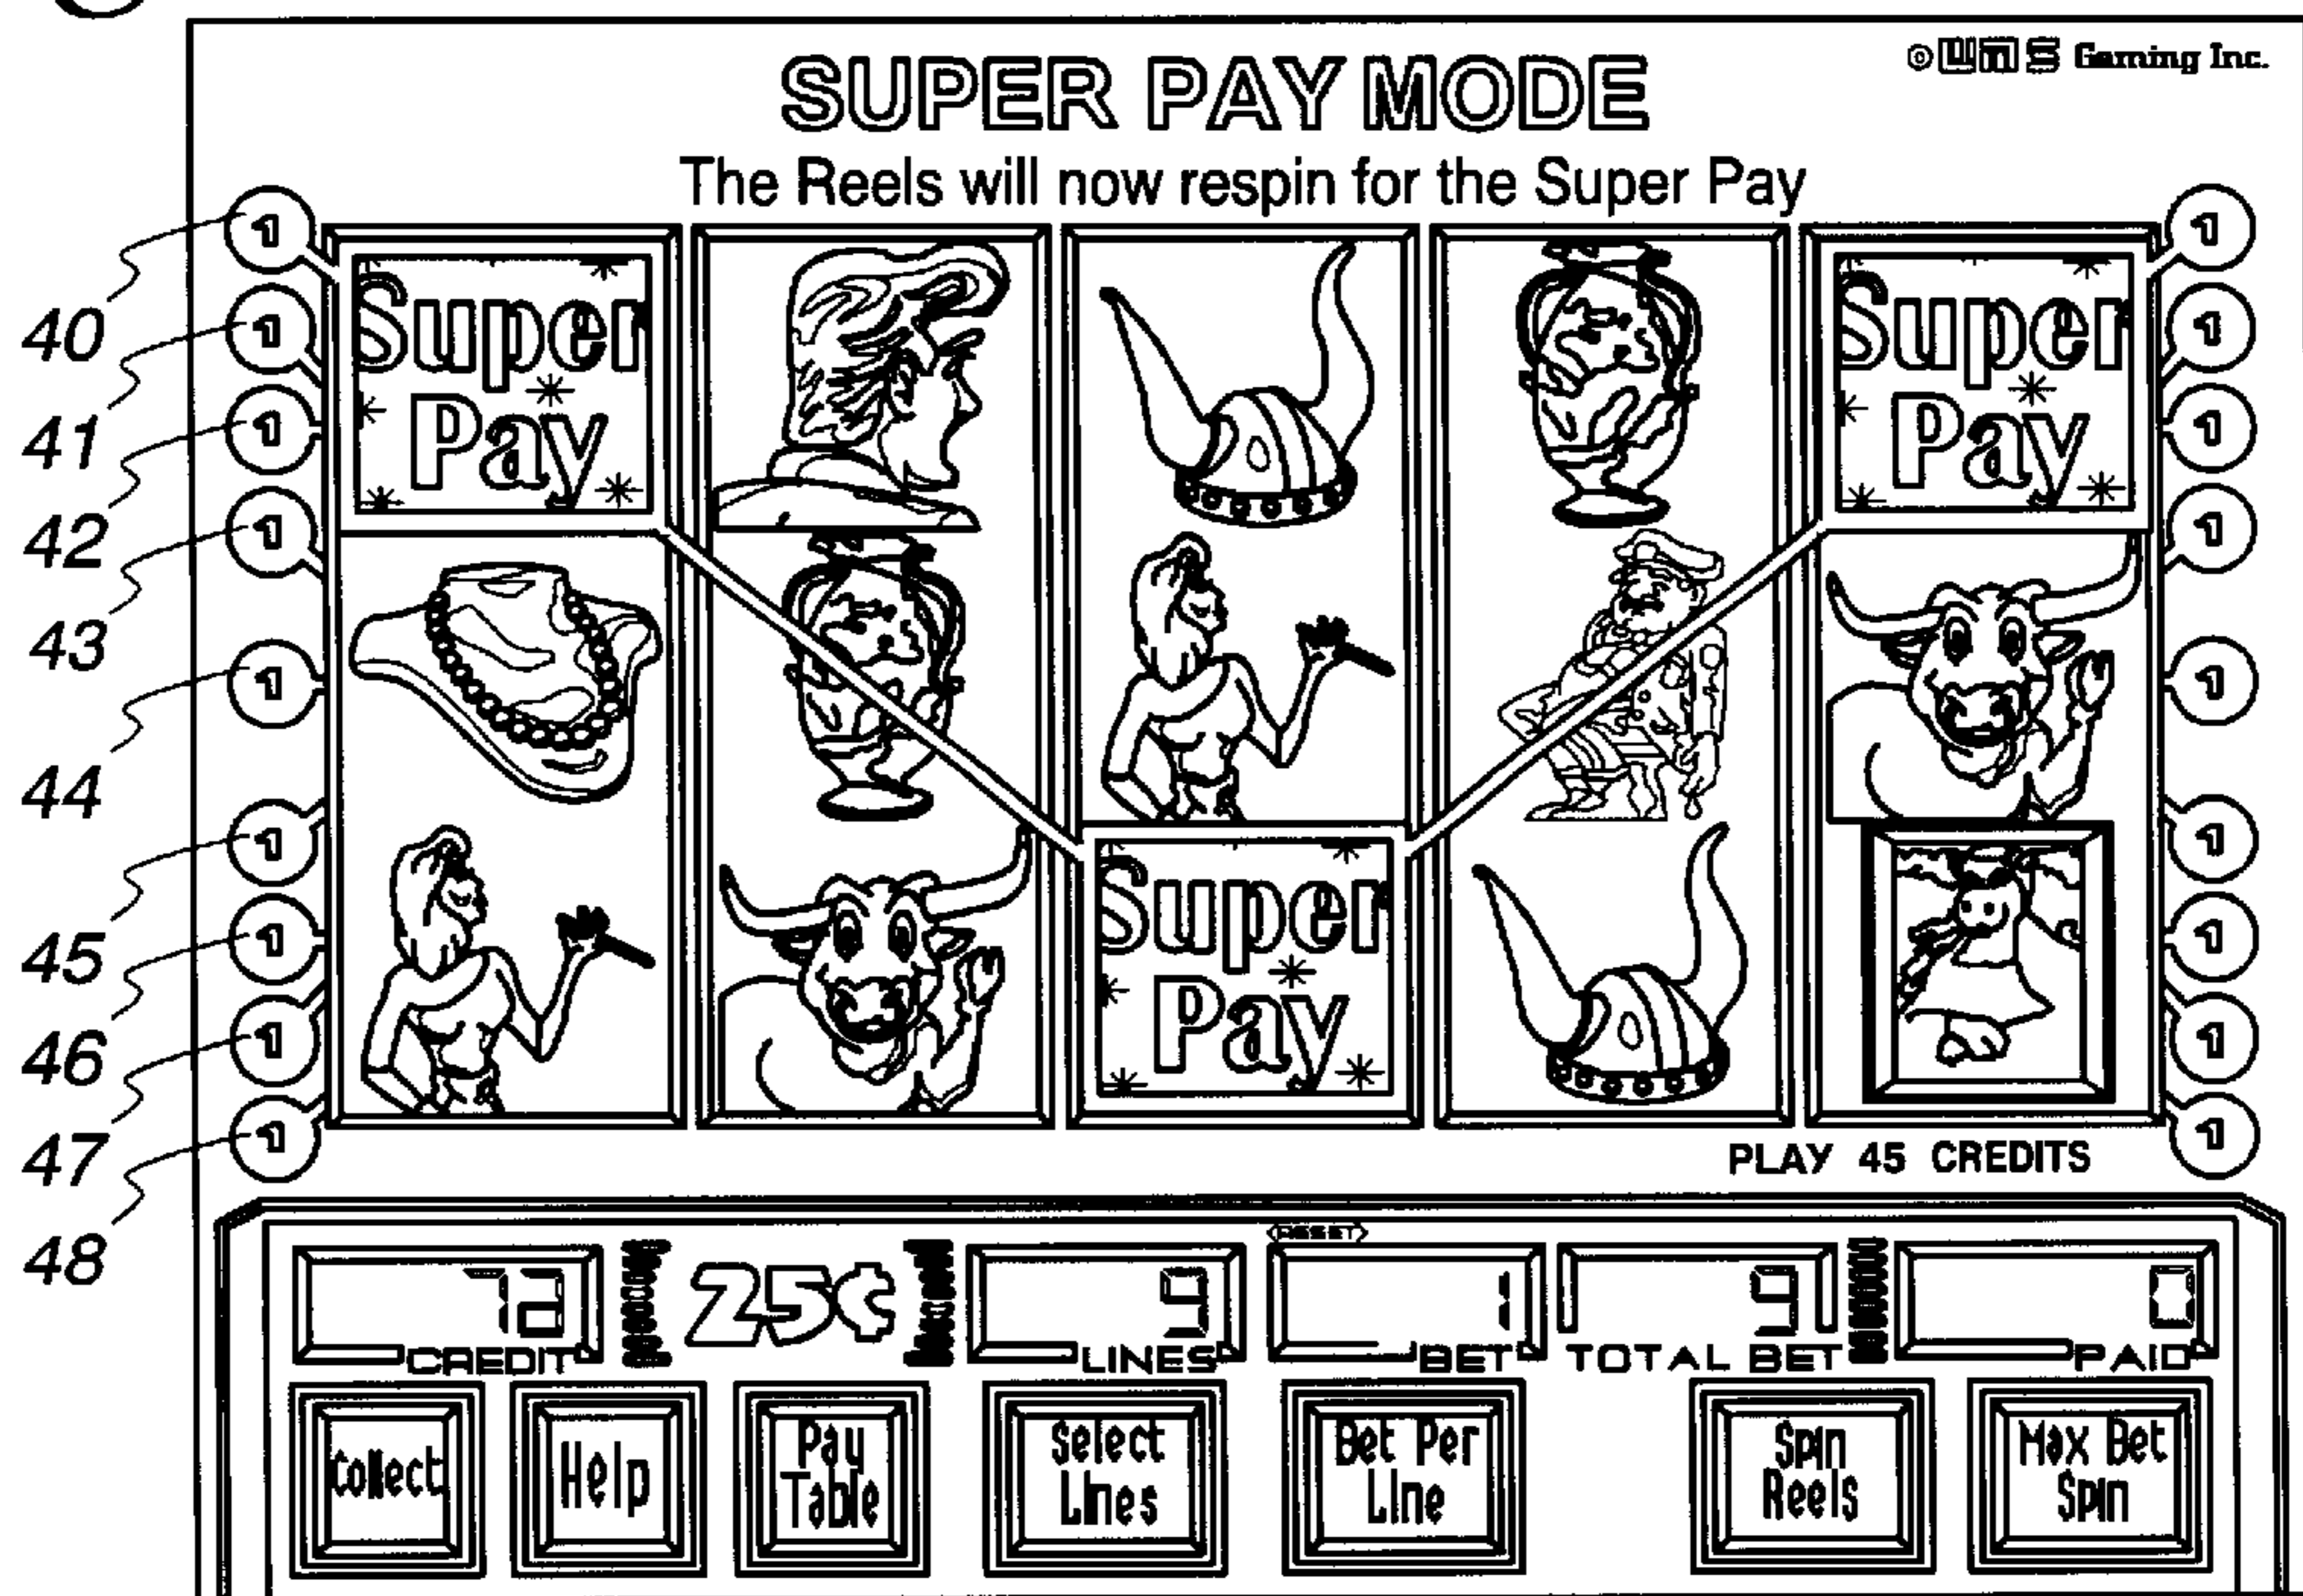 © WMS Gaming Inc.
SUPER PAY MODE
The Reels will now respin for the Super Pay
40 1 1
41 1 1
42 1 1
43 1 1
44 1 1
45 1 1
46 1 1
47 1 1
48 1 1
Super
Pay
Super
Pay
Super
Pay
PLAY 45 CREDITS
RESET
72 25¢ 9 1 9 0
CREDIT LINES BET TOTAL BET PAID
Collect
Help
Pay
Table
Select
Lines
Bet Per
Line
Spin
Reels
Max Bet
Spin